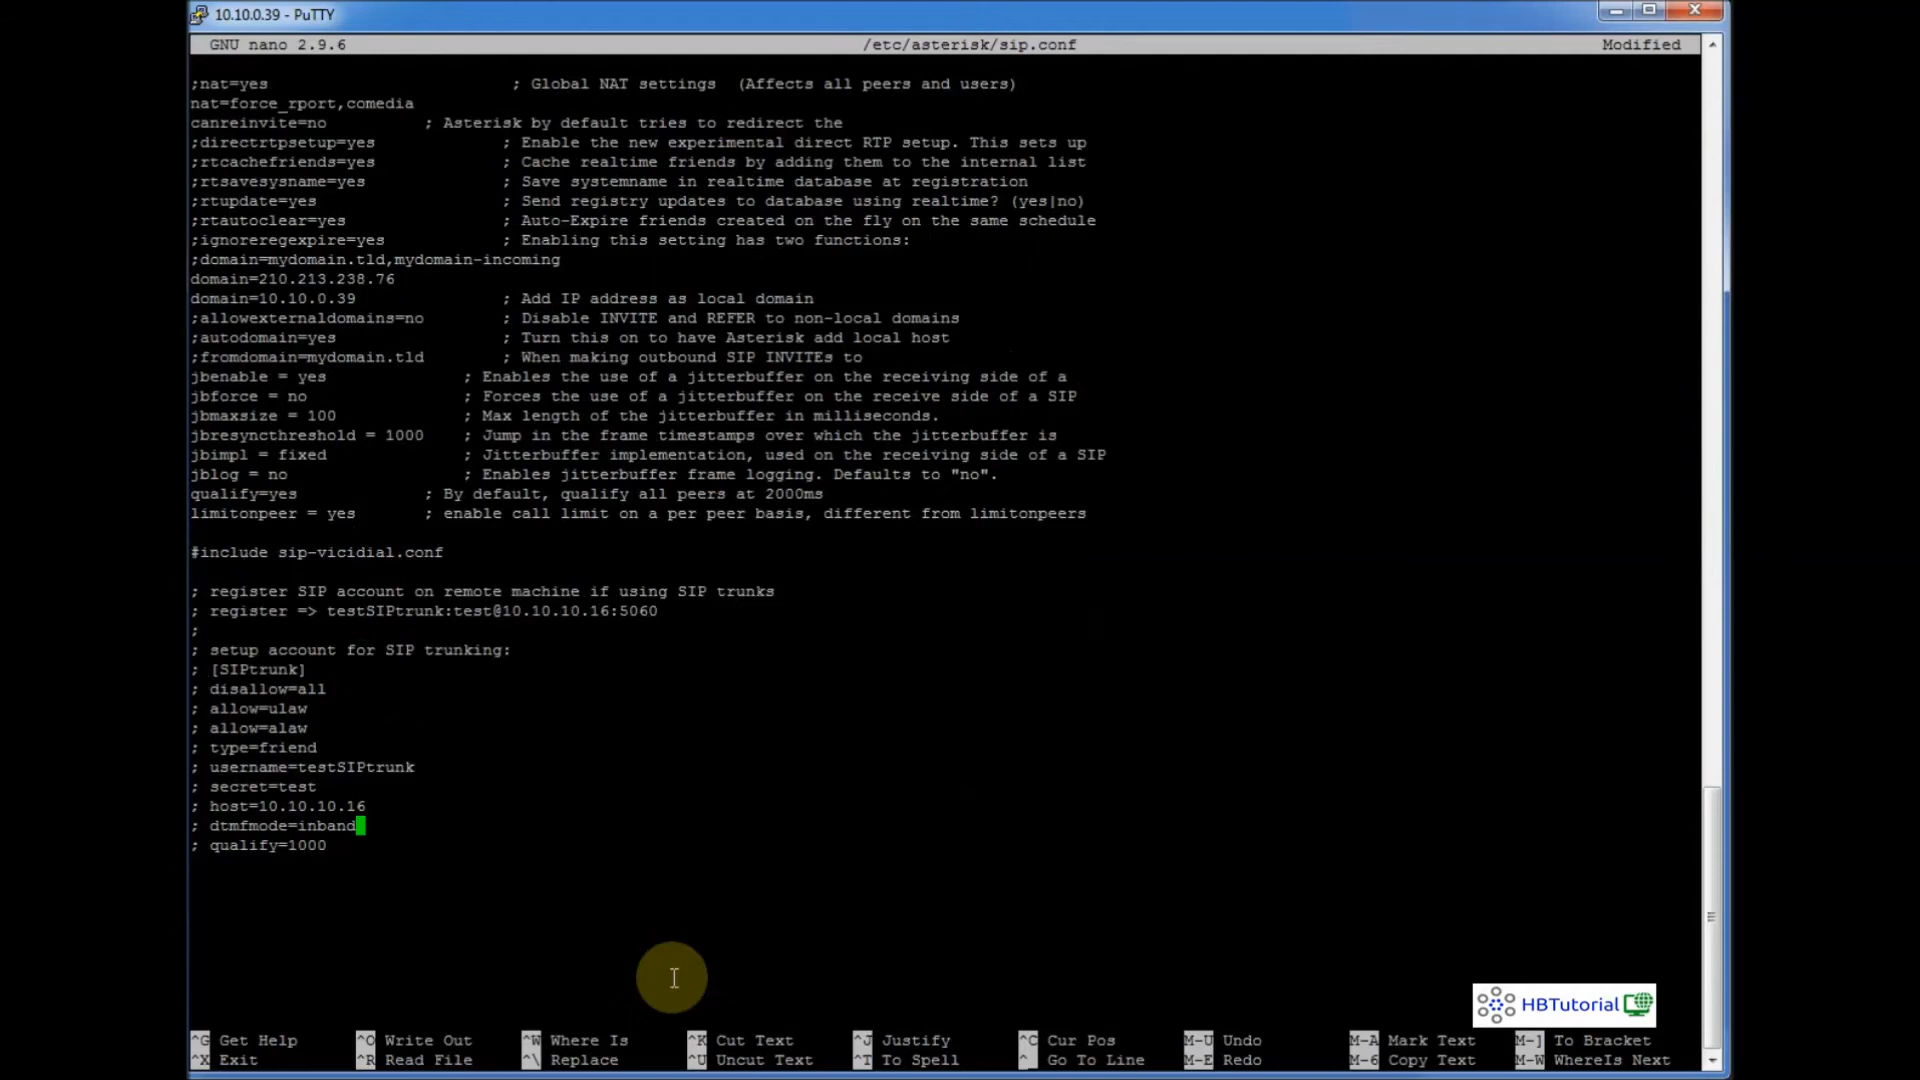 10.10.0.39 - PuTTY
GNU nano 2.9.6 /etc/asterisk/sip.conf Modified
;nat=yes ; Global NAT settings (Affects all peers and users)
nat=force_rport,comedia
canreinvite=no ; Asterisk by default tries to redirect the
;directrtpsetup=yes ; Enable the new experimental direct RTP setup. This sets up
;rtcachefriends=yes ; Cache realtime friends by adding them to the internal list
;rtsavesysname=yes ; Save systemname in realtime database at registration
;rtupdate=yes ; Send registry updates to database using realtime? (yes|no)
;rtautoclear=yes ; Auto-Expire friends created on the fly on the same schedule
;ignoreregexpire=yes ; Enabling this setting has two functions:
;domain=mydomain.tld,mydomain-incoming
domain=210.213.238.76
domain=10.10.0.39 ; Add IP address as local domain
;allowexternaldomains=no ; Disable INVITE and REFER to non-local domains
;autodomain=yes ; Turn this on to have Asterisk add local host
;fromdomain=mydomain.tld ; When making outbound SIP INVITEs to
jbenable = yes ; Enables the use of a jitterbuffer on the receiving side of a
jbforce = no ; Forces the use of a jitterbuffer on the receive side of a SIP
jbmaxsize = 100 ; Max length of the jitterbuffer in milliseconds.
jbresyncthreshold = 1000 ; Jump in the frame timestamps over which the jitterbuffer is
jbimpl = fixed ; Jitterbuffer implementation, used on the receiving side of a SIP
jblog = no ; Enables jitterbuffer frame logging. Defaults to "no".
qualify=yes ; By default, qualify all peers at 2000ms
limitonpeer = yes ; enable call limit on a per peer basis, different from limitonpeers
#include sip-vicidial.conf
; register SIP account on remote machine if using SIP trunks
; register => testSIPtrunk:test@10.10.10.16:5060
;
; setup account for SIP trunking:
; [SIPtrunk]
; disallow=all
; allow=ulaw
; allow=alaw
; type=friend
; username=testSIPtrunk
; secret=test
; host=10.10.10.16
; dtmfmode=inband
; qualify=1000
HBTutorial
^G Get Help ^O Write Out ^W Where Is ^K Cut Text ^J Justify ^C Cur Pos M-U Undo M-A Mark Text M-] To Bracket
^X Exit ^R Read File ^\ Replace ^U Uncut Text ^T To Spell ^_ Go To Line M-E Redo M-6 Copy Text M-W WhereIs Next